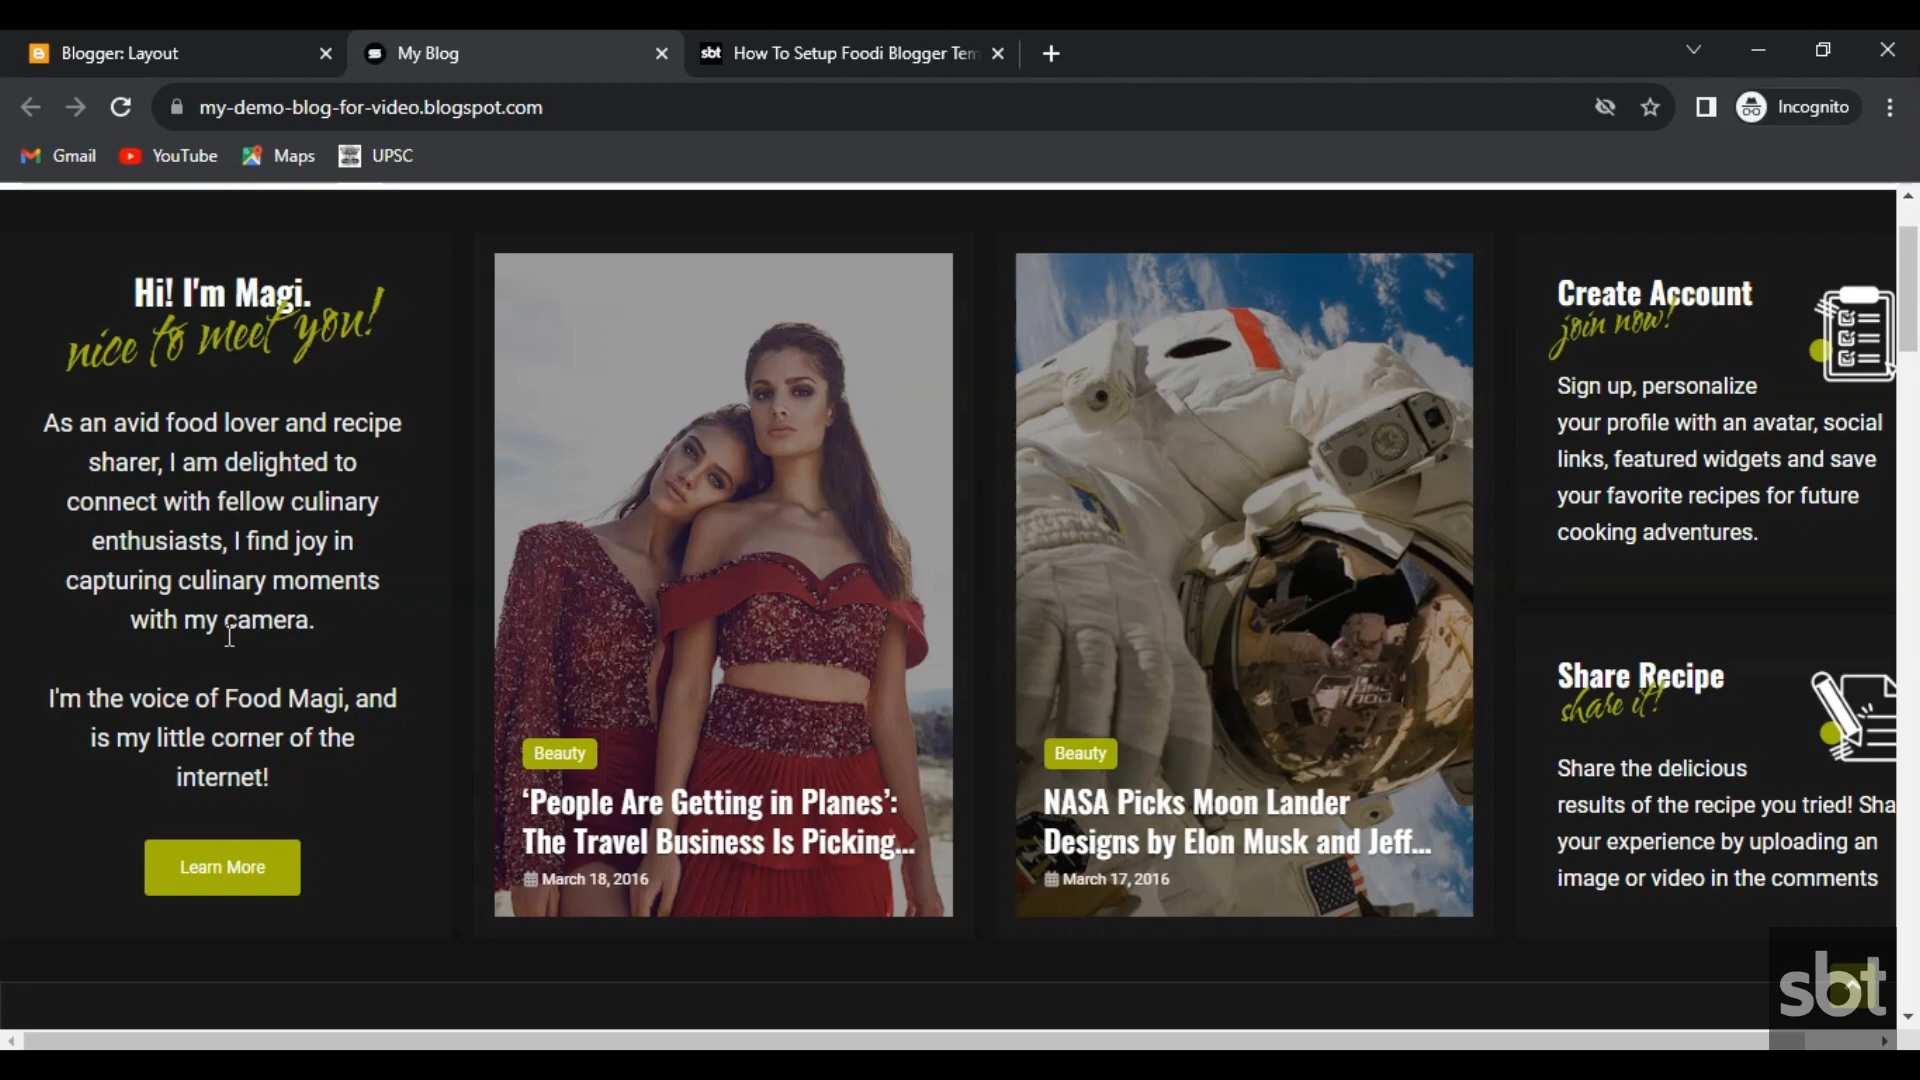 Blogger: Layout
My Blog
sbt How To Setup Foodi Blogger Tem
my-demo-blog-for-video.blogspot.com
Incognito
Gmail
YouTube
Maps
UPSC
Hi! I'm Magi.
nice to meet you!
As an avid food lover and recipe
sharer, I am delighted to
connect with fellow culinary
enthusiasts, I find joy in
capturing culinary moments
with my camera.
I'm the voice of Food Magi, and
is my little corner of the
internet!
Learn More
Beauty
‘People Are Getting in Planes’:
The Travel Business Is Picking...
March 18, 2016
Beauty
NASA Picks Moon Lander
Designs by Elon Musk and Jeff...
March 17, 2016
Create Account
join now!
Sign up, personalize
your profile with an avatar, social
links, featured widgets and save
your favorite recipes for future
cooking adventures.
Share Recipe
share it!
Share the delicious
results of the recipe you tried! Sha
your experience by uploading an
image or video in the comments
sbt